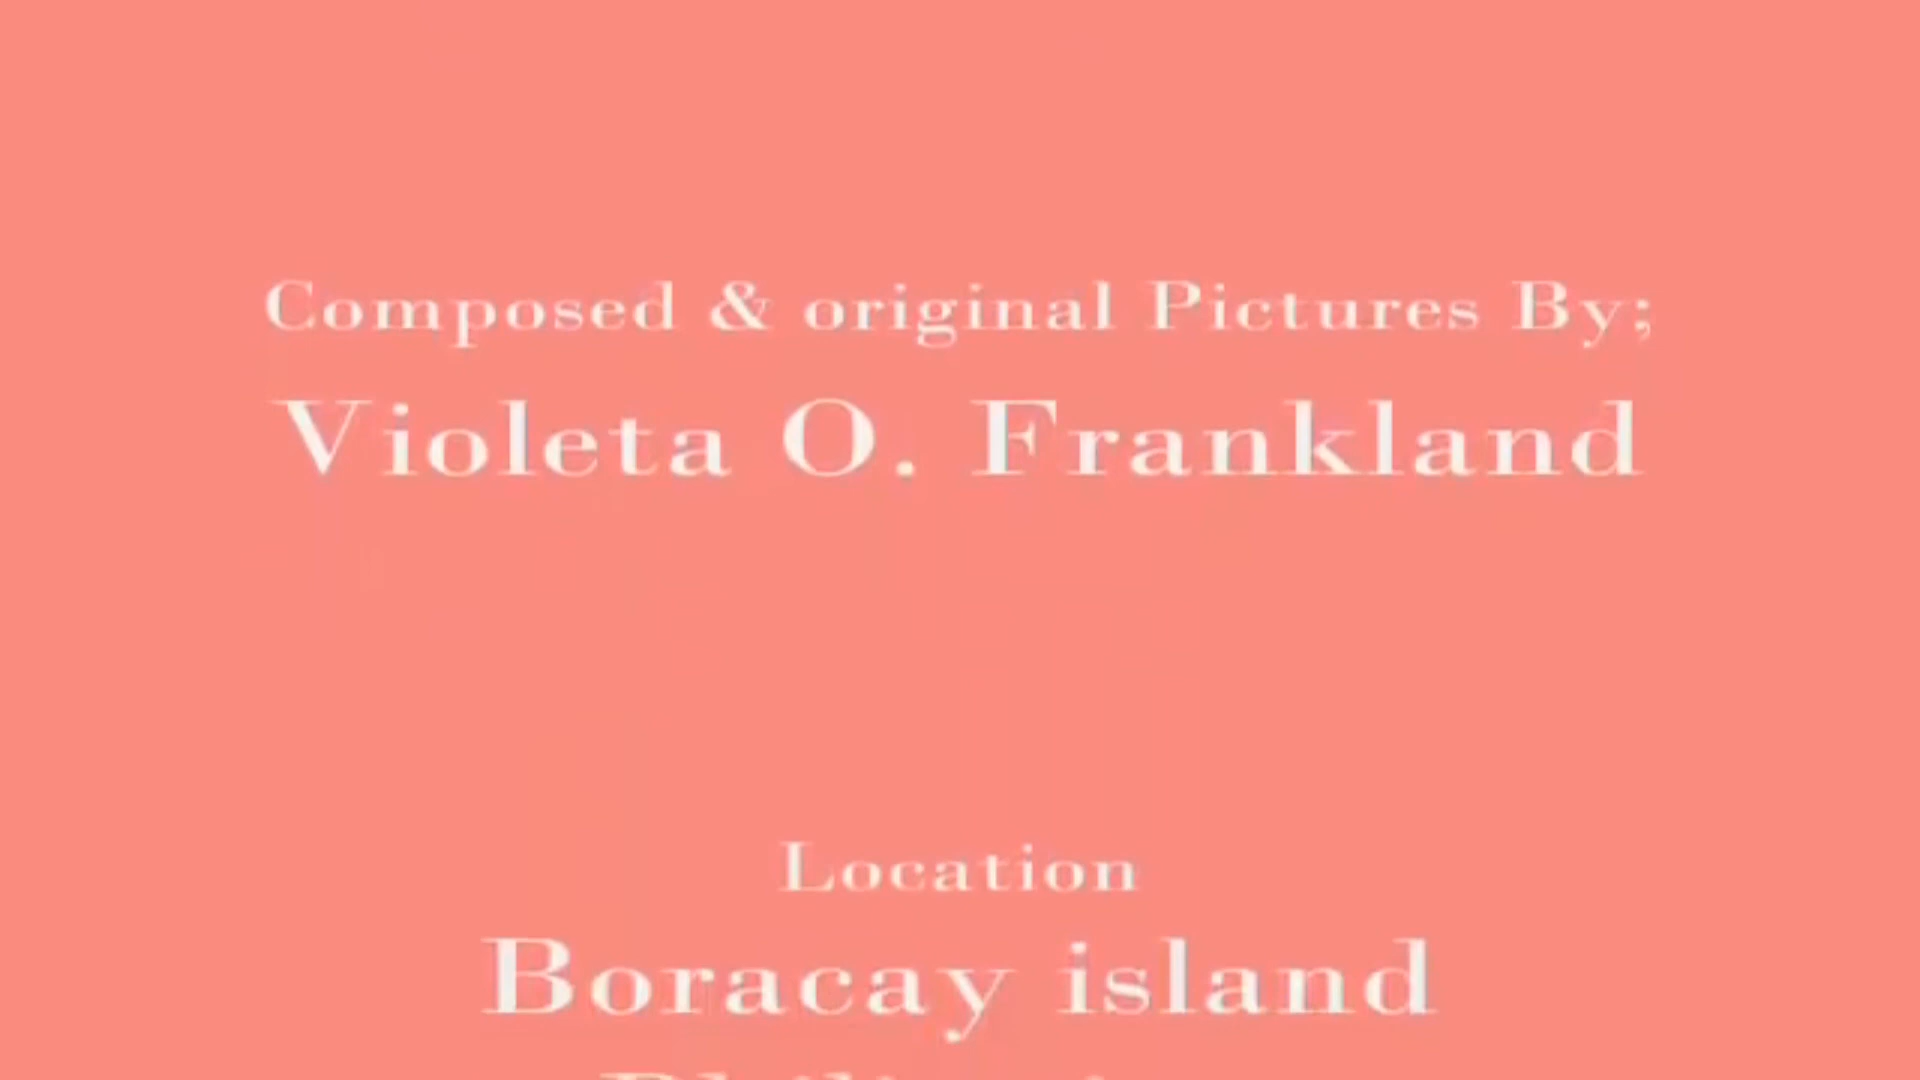 Composed & original Pictures By;
Violeta O. Frankland
Location
Boracay island